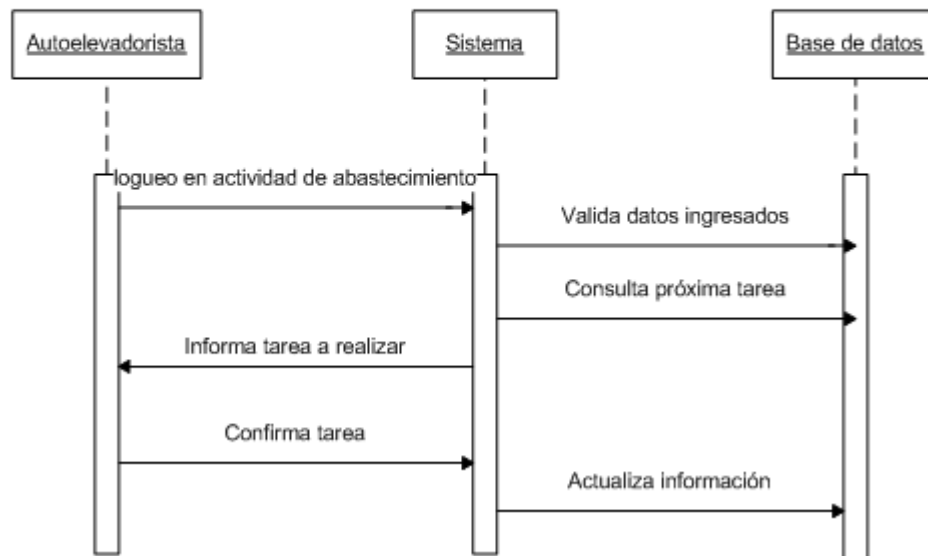 Autoelevadorista
Sistema
Base de datos
logueo en actividad de abastecimiento
Valida datos ingresados
Consulta próxima tarea
Informa tarea a realizar
Confirma tarea
Actualiza información